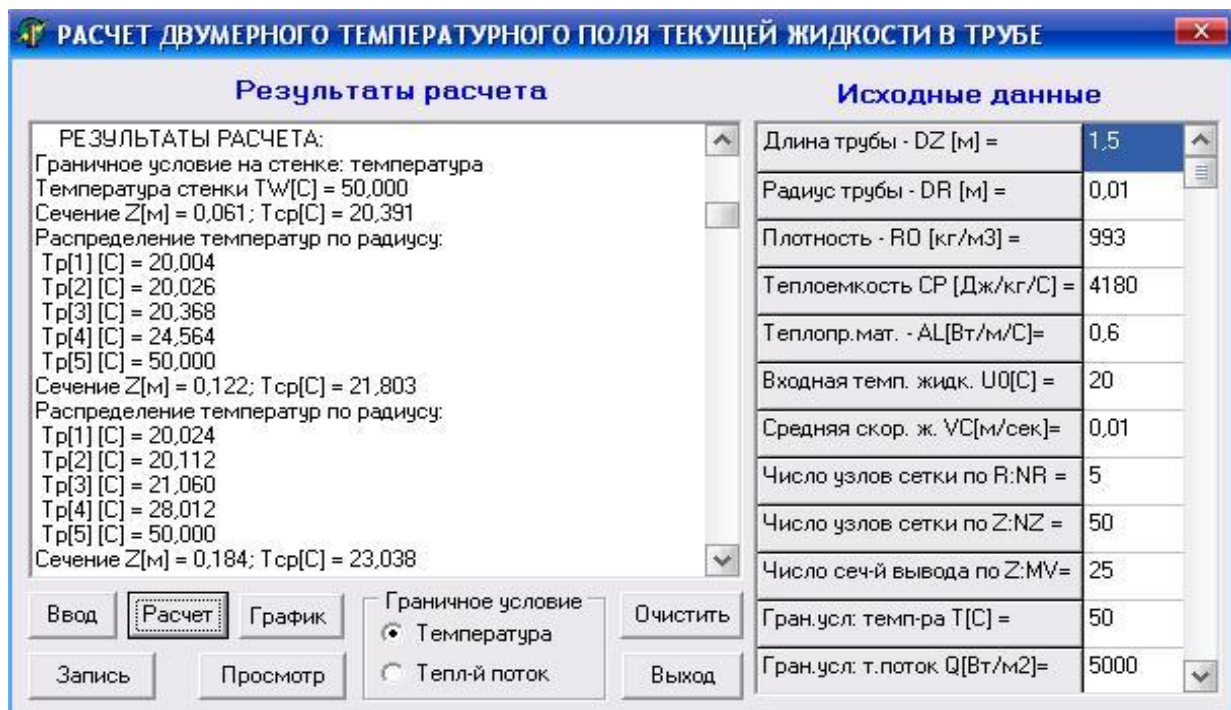 РАСЧЕТ ДВУМЕРНОГО ТЕМПЕРАТУРНОГО ПОЛЯ ТЕКУЩЕЙ ЖИДКОСТИ В ТРУБЕ
Результаты расчета
РЕЗУЛЬТАТЫ РАСЧЕТА:
Граничное условие на стенке: температура
Температура стенки TW[C] = 50,000
Сечение Z[м] = 0,061; Tср[C] = 20,391
Распределение температур по радиусу:
Tp[1] [C] = 20,004
Tp[2] [C] = 20,026
Tp[3] [C] = 20,368
Tp[4] [C] = 24,564
Tp[5] [C] = 50,000
Сечение Z[м] = 0,122; Tср[C] = 21,803
Распределение температур по радиусу:
Tp[1] [C] = 20,024
Tp[2] [C] = 20,112
Tp[3] [C] = 21,060
Tp[4] [C] = 28,012
Tp[5] [C] = 50,000
Сечение Z[м] = 0,184; Tср[C] = 23,038
Ввод Расчет График
Запись Просмотр
Граничное условие
Температура
Тепл-й поток
Очистить
Выход
Исходные данные
Длина трубы - DZ [м] = 1,5
Радиус трубы - DR [м] = 0,01
Плотность - RO [кг/м3] = 993
Теплоемкость CP [Дж/кг/С] = 4180
Теплопр.мат. - AL[Вт/м/С]= 0,6
Входная темп. жидк. U0[C] = 20
Средняя скор. ж. VC[м/сек]= 0,01
Число узлов сетки по R:NR = 5
Число узлов сетки по Z:NZ = 50
Число сеч-й вывода по Z:MV= 25
Гран.усл: темп-ра T[C] = 50
Гран.усл: т.поток Q[Вт/м2]= 5000